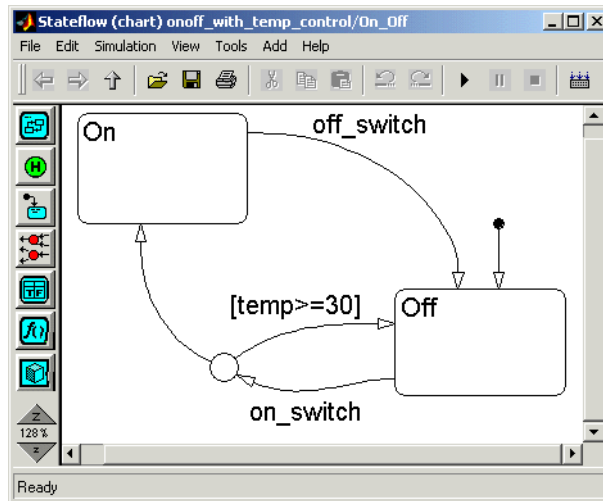 Stateflow (chart) onoff_with_temp_control/On_Off
File Edit Simulation View Tools Add Help
On
off_switch
H
[temp>=30]
Off
TF
f()
on_switch
Z
128%
z
Ready